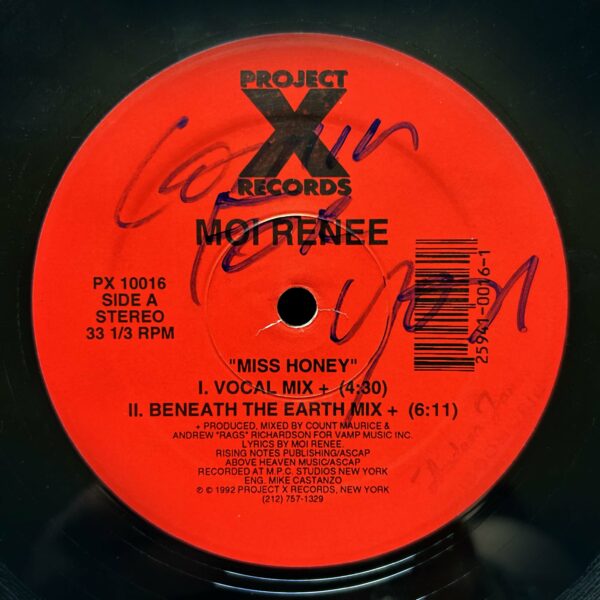 PROJECT
X
RECORDS
MOI RENEE
PX 10016
SIDE A
STEREO
33 1/3 RPM
25941-0016-1
"MISS HONEY"
I. VOCAL MIX + (4:30)
II. BENEATH THE EARTH MIX + (6:11)
+ PRODUCED, MIXED BY COUNT MAURICE &
ANDREW "RAGS" RICHARDSON FOR VAMP MUSIC INC.
LYRICS BY MOI RENEE.
RISING NOTES PUBLISHING/ASCAP
ABOVE HEAVEN MUSIC/ASCAP
RECORDED AT M.P.C. STUDIOS NEW YORK
ENG. MIKE CASTANZO
℗ © 1992 PROJECT X RECORDS, NEW YORK
(212) 757-1329